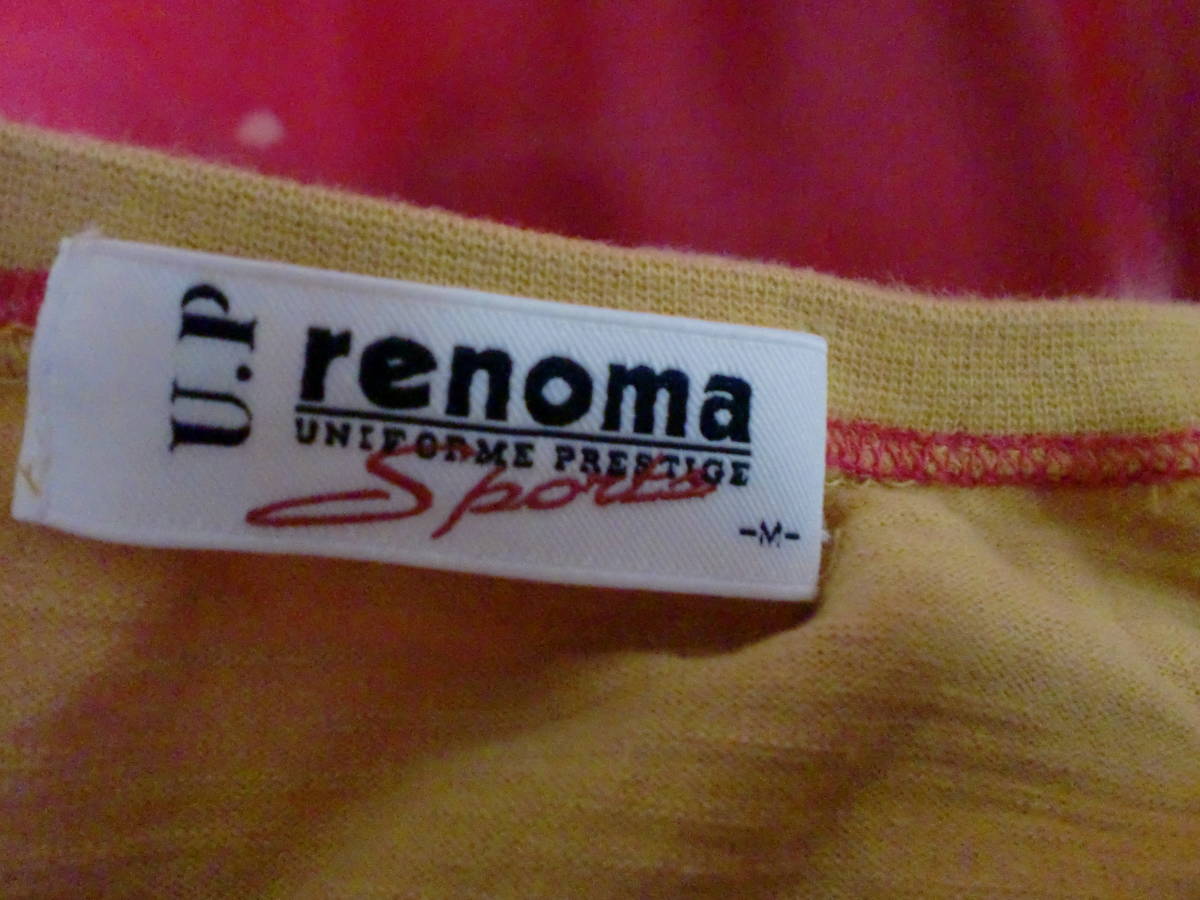 U.P
renoma
UNIFORME PRESTIGE
Sports
-M-